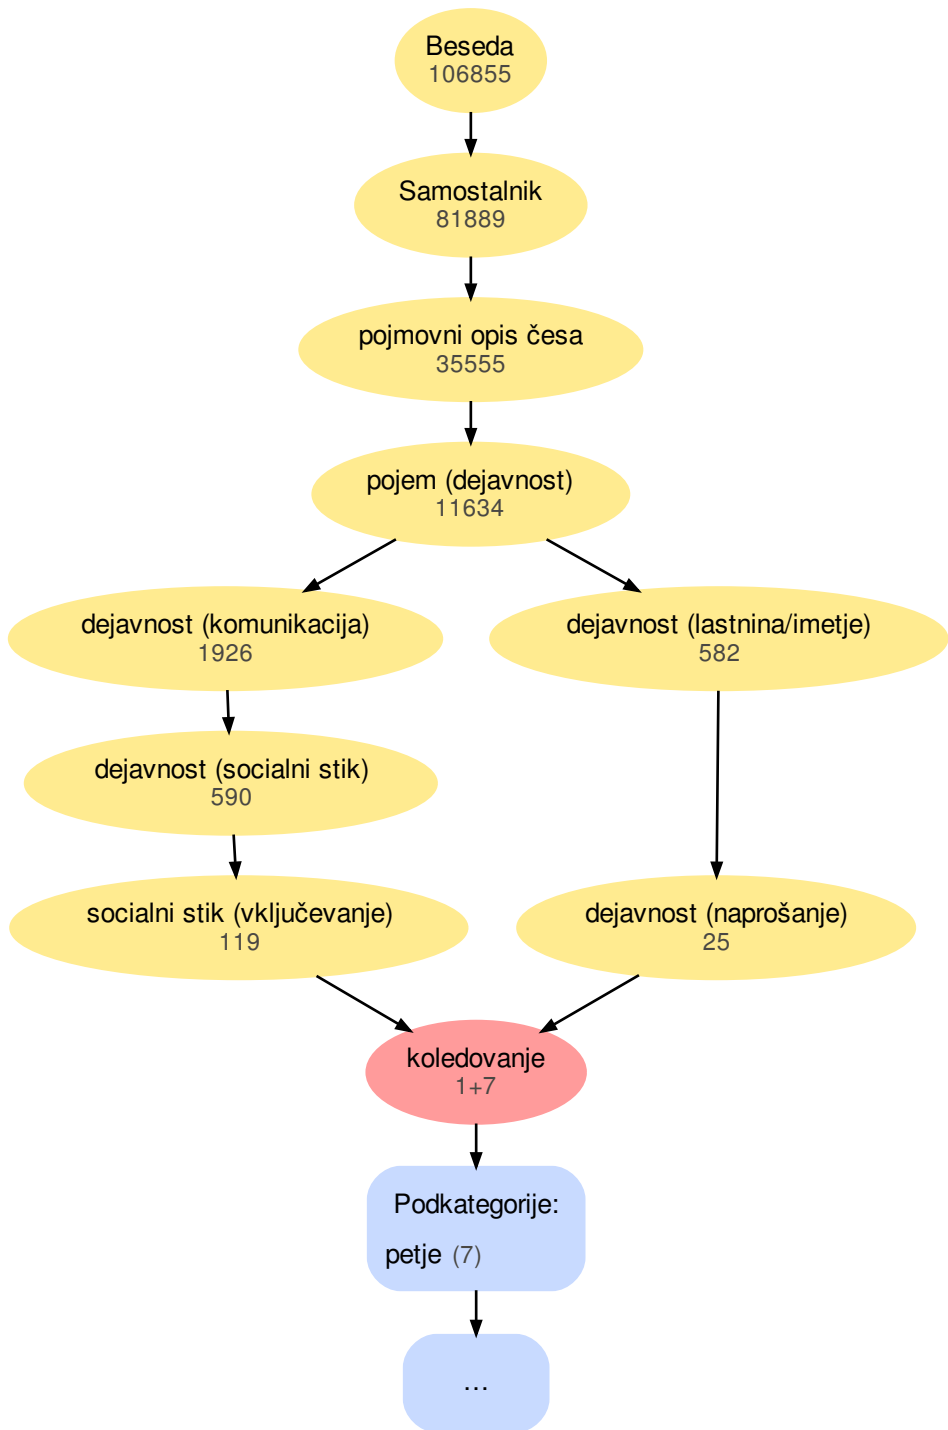 Beseda
106855
Samostalnik
81889
pojmovni opis česa
35555
pojem (dejavnost)
11634
dejavnost (komunikacija)
1926
dejavnost (lastnina/imetje)
582
dejavnost (socialni stik)
590
socialni stik (vključevanje)
119
dejavnost (naprošanje)
25
koledovanje
1+7
Podkategorije:
petje (7)
...